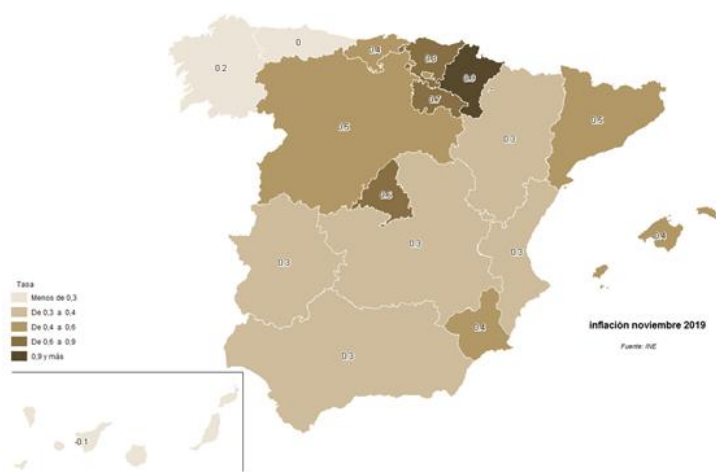 0
0.2
0.4
0.8
0.9
0.7
0.5
0.3
0.5
0.6
0.4
0.3
0.3
0.3
Tasa
Menos de 0,3
De 0,3 a 0,4
De 0,4 a 0,6
De 0,6 a 0,9
0,9 y más
0.4
0.3
inflación noviembre 2019
Fuente: INE
-0.1